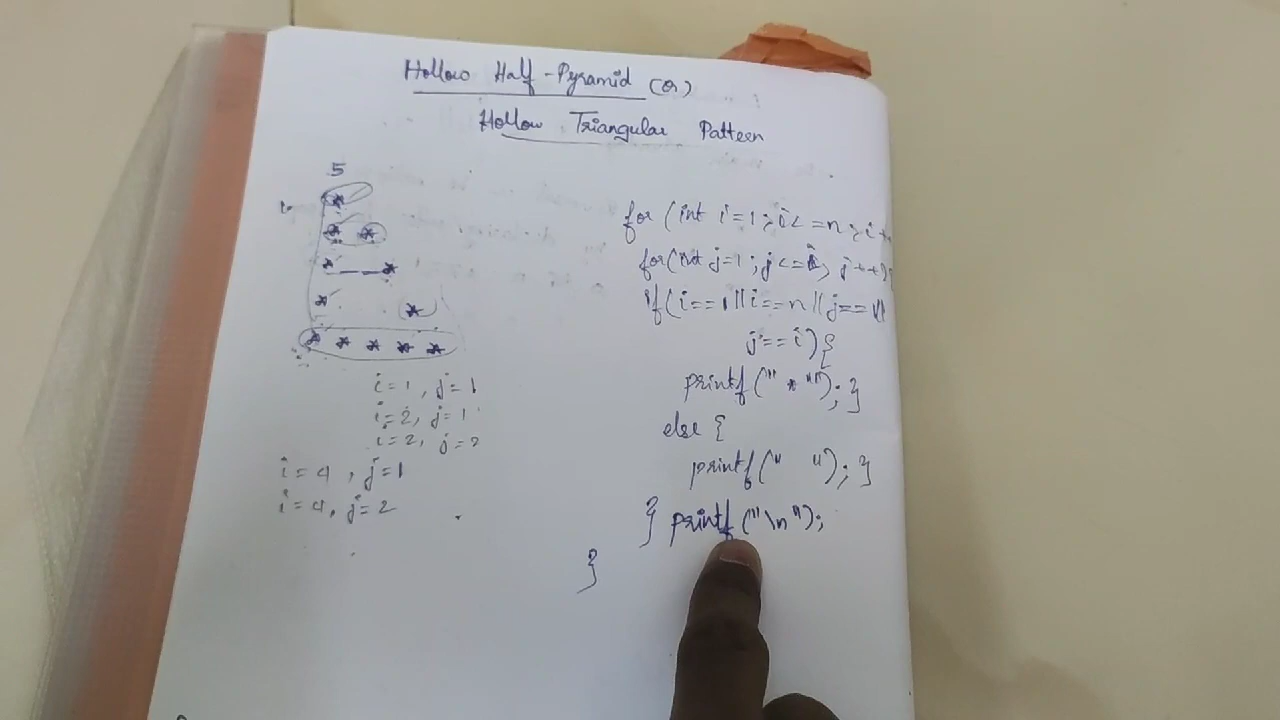 Hollow Half-Pyramid (or)
Hollow Triangular Pattern
5
i
*
* *
* *
* *
* * * * *
i=1, j=1
i=2, j=1
i=2, j=2
i=4, j=1
i=4, j=2
for (int i=1; i<=n; i+
for(int j=1; j<=i; j++){
if(i==1||i==n||j==1||
j==i){
printf("*"); }
else {
printf(" "); }
} printf("\n");
}